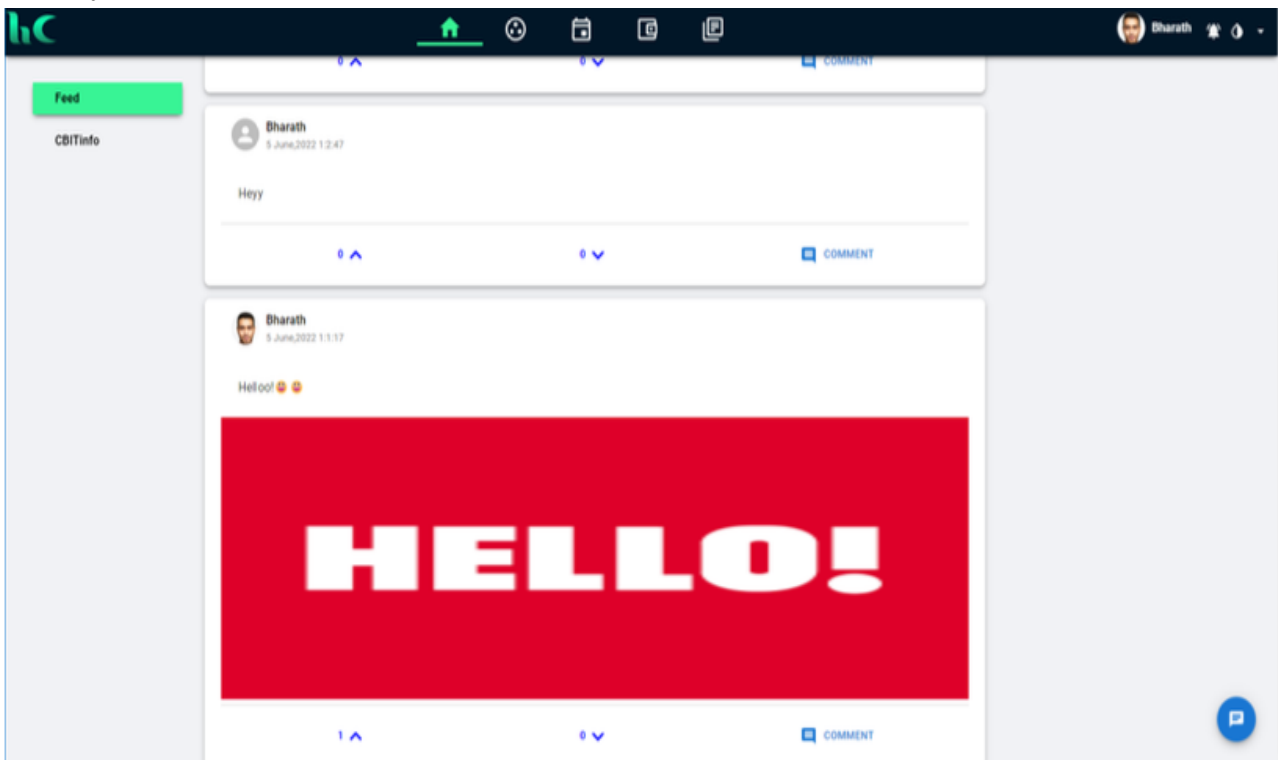 hC
Bharath
0 0 COMMENT
Feed
CBITinfo
Bharath
5 June,2022 1:2:47
Heyy
0 0 COMMENT
Bharath
5 June,2022 1:1:17
Helloo!
HELLO!
1 0 COMMENT